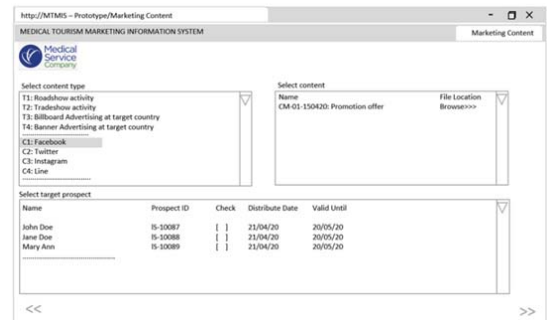 http://MTMIS – Prototype/Marketing Content
MEDICAL TOURISM MARKETING INFORMATION SYSTEM
Marketing Content
Medical
Service
Company
Select content type
T1: Roadshow activity
T2: Tradeshow activity
T3: Billboard Advertising at target country
T4: Banner Advertising at target country
------------------------------
C1: Facebook
C2: Twitter
C3: Instagram
C4: Line
------------------------------
Select content
Name File Location
CM-01-150420: Promotion offer Browse>>>
Select target prospect
Name Prospect ID Check Distribute Date Valid Until
John Doe IS-10087 [ ] 21/04/20 20/05/20
Jane Doe IS-10088 [ ] 21/04/20 20/05/20
Mary Ann IS-10089 [ ] 21/04/20 20/05/20
------------------------------
<< >>